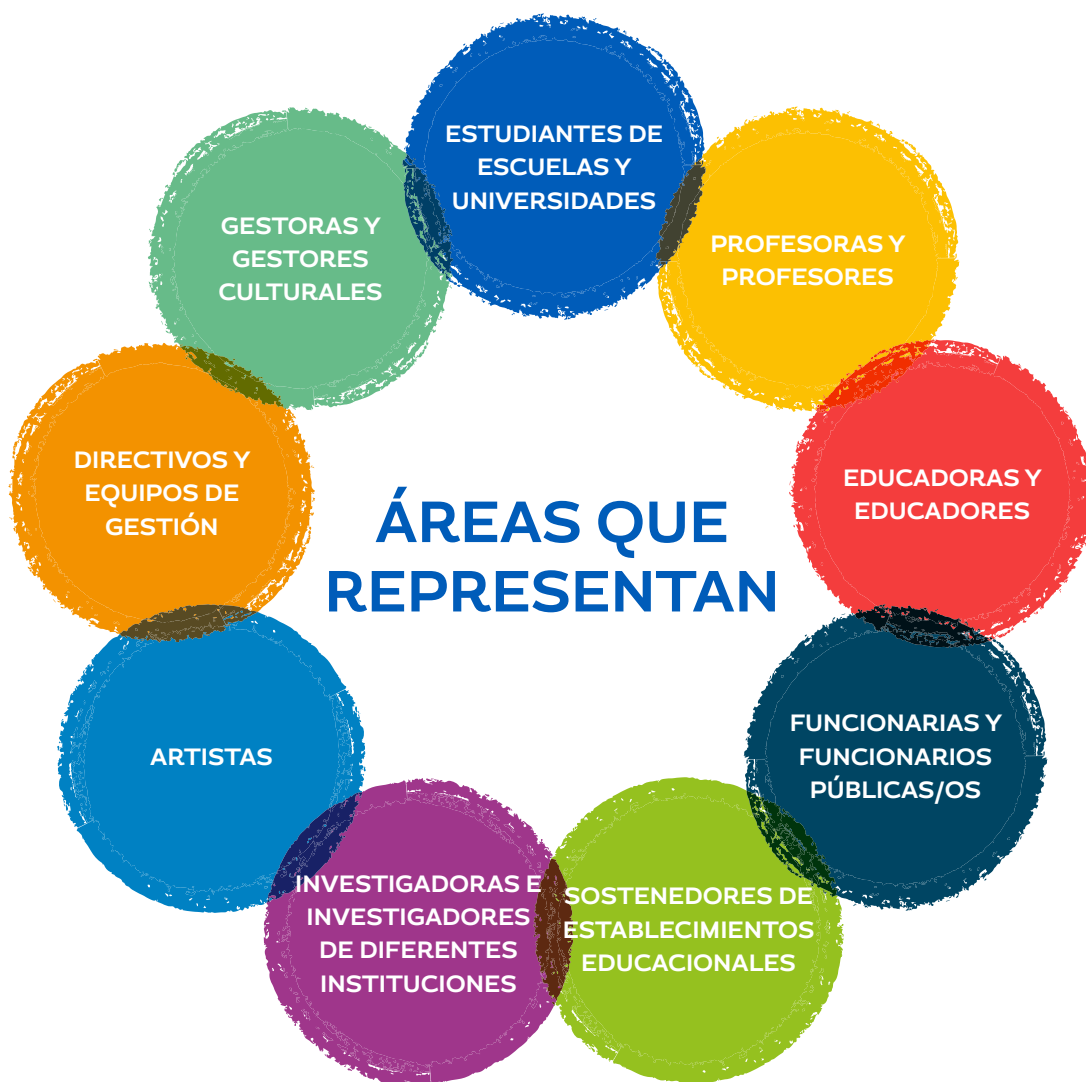 ESTUDIANTES DE
ESCUELAS Y
UNIVERSIDADES
PROFESORAS Y
PROFESORES
EDUCADORAS Y
EDUCADORES
FUNCIONARIAS Y
FUNCIONARIOS
PÚBLICAS/OS
SOSTENEDORES DE
ESTABLECIMIENTOS
EDUCACIONALES
INVESTIGADORAS E
INVESTIGADORES
DE DIFERENTES
INSTITUCIONES
ARTISTAS
DIRECTIVOS Y
EQUIPOS DE
GESTIÓN
GESTORAS Y
GESTORES
CULTURALES
ÁREAS QUE
REPRESENTAN